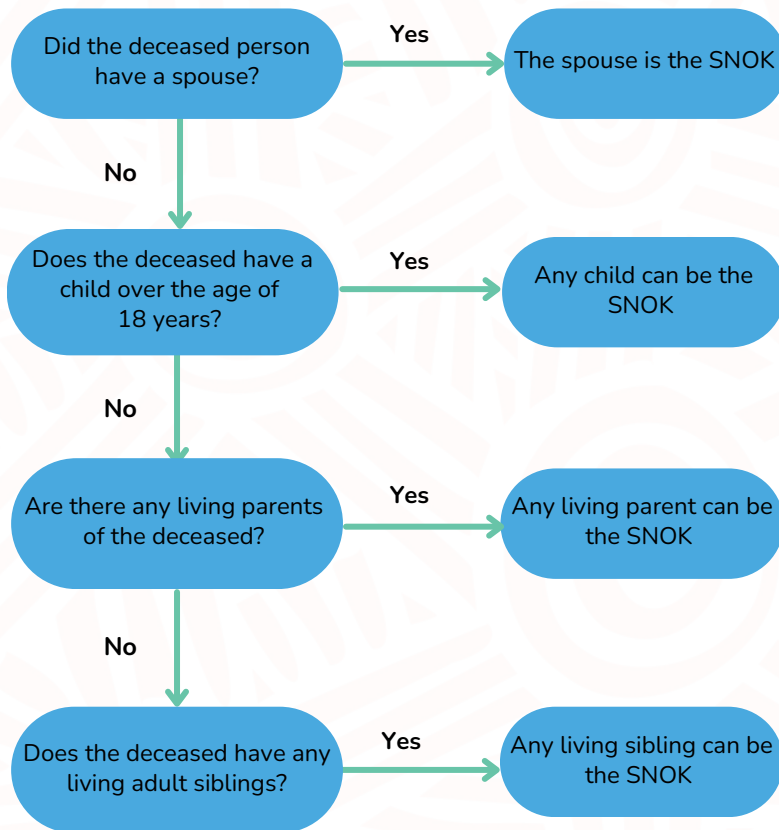 Did the deceased person
have a spouse?
Yes
The spouse is the SNOK
No
Does the deceased have a
child over the age of
18 years?
Yes
Any child can be the
SNOK
No
Are there any living parents
of the deceased?
Yes
Any living parent can be
the SNOK
No
Does the deceased have any
living adult siblings?
Yes
Any living sibling can be
the SNOK